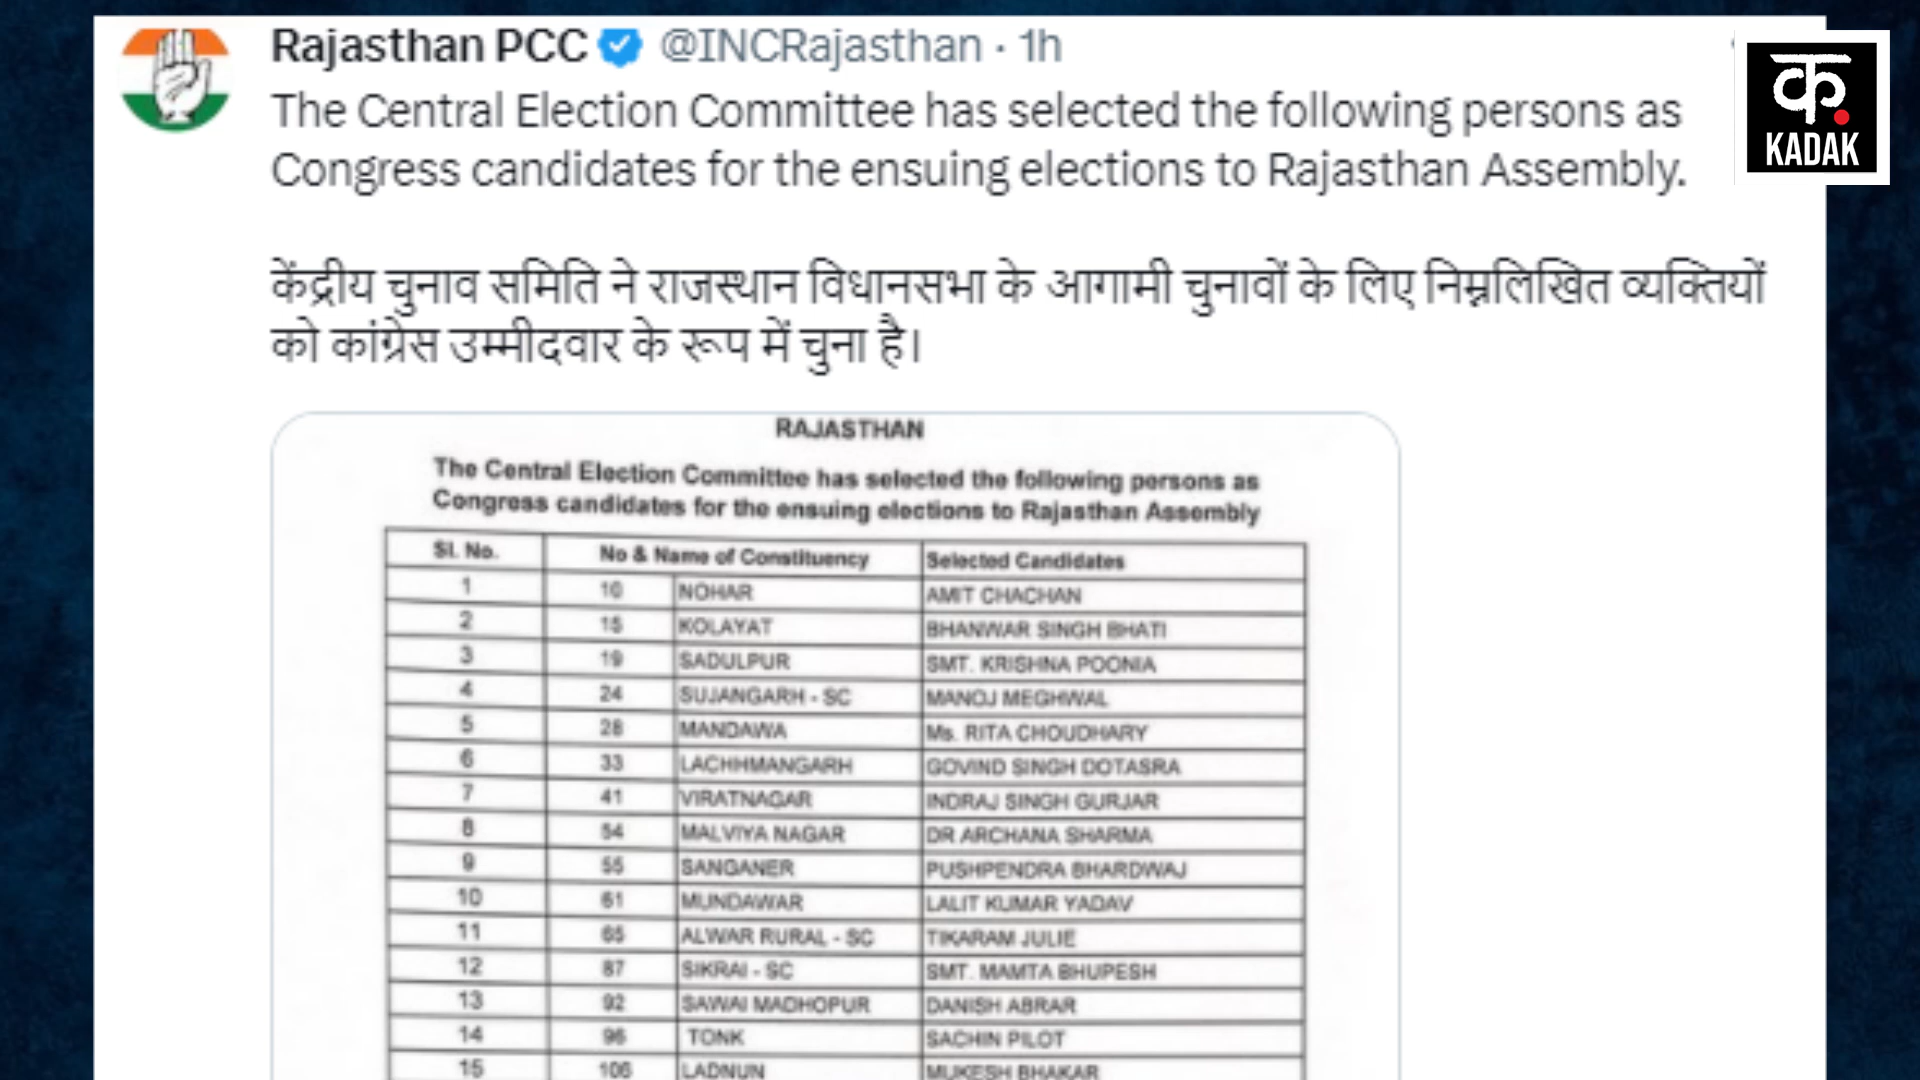 Rajasthan PCC @INCRajasthan · 1h
क
KADAK
The Central Election Committee has selected the following persons as
Congress candidates for the ensuing elections to Rajasthan Assembly.
केंद्रीय चुनाव समिति ने राजस्थान विधानसभा के आगामी चुनावों के लिए निम्नलिखित व्यक्तियों
को कांग्रेस उम्मीदवार के रूप में चुना है।
RAJASTHAN
The Central Election Committee has selected the following persons as
Congress candidates for the ensuing elections to Rajasthan Assembly
Sl. No. No & Name of Constituency Selected Candidates
1 10 NOHAR AMIT CHACHAN
2 15 KOLAYAT BHANWAR SINGH BHATI
3 19 SADULPUR SMT. KRISHNA POONIA
4 24 SUJANGARH - SC MANOJ MEGHWAL
5 28 MANDAWA Ms. RITA CHOUDHARY
6 33 LACHHMANGARH GOVIND SINGH DOTASRA
7 41 VIRATNAGAR INDRAJ SINGH GURJAR
8 54 MALVIYA NAGAR DR ARCHANA SHARMA
9 55 SANGANER PUSHPENDRA BHARDWAJ
10 61 MUNDAWAR LALIT KUMAR YADAV
11 65 ALWAR RURAL - SC TIKARAM JULIE
12 87 SIKRAI - SC SMT. MAMTA BHUPESH
13 92 SAWAI MADHOPUR DANISH ABRAR
14 96 TONK SACHIN PILOT
15 106 LADNUN MUKESH BHAKAR